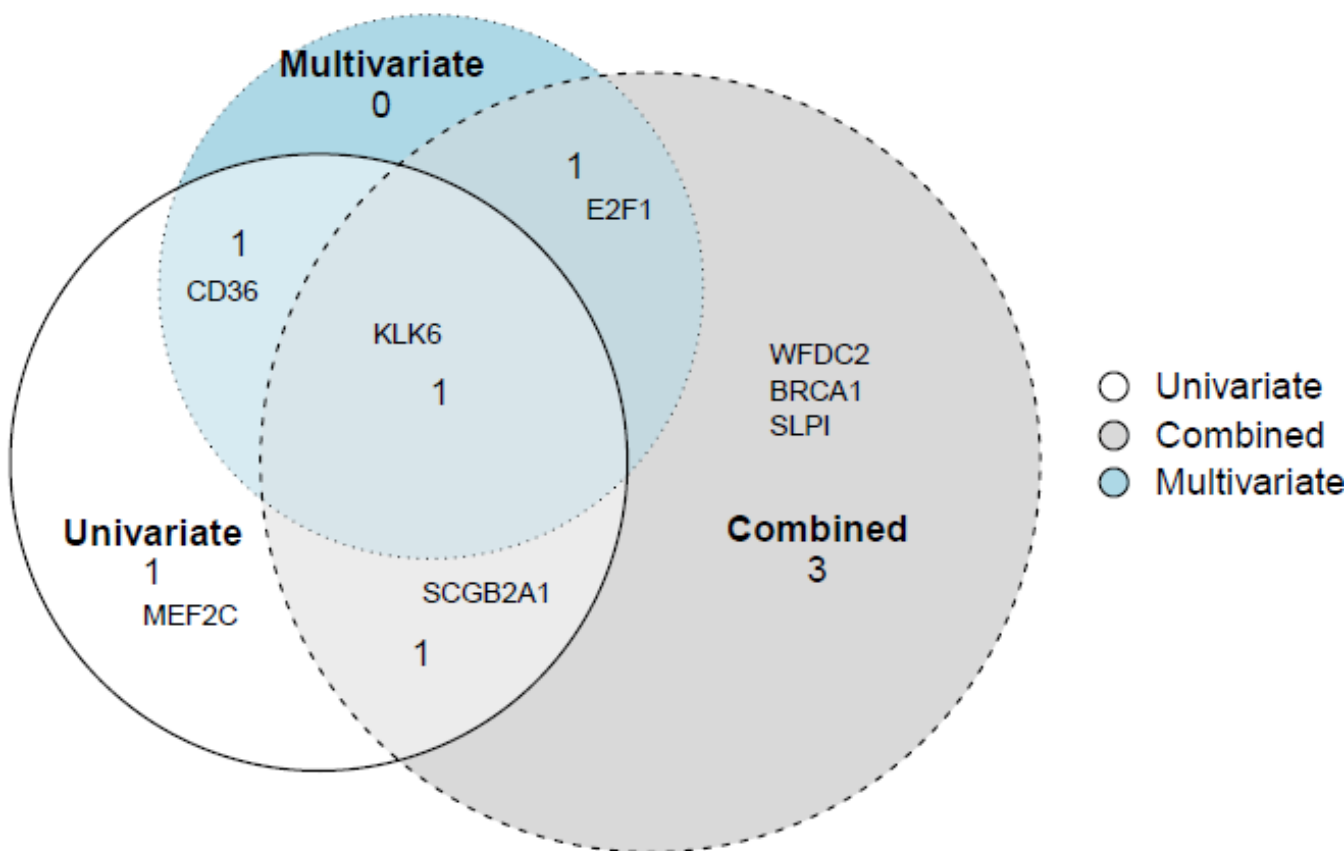 Multivariate
0
1
E2F1
1
CD36
KLK6
1
WFDC2
BRCA1
SLPI
Univariate
1
MEF2C
SCGB2A1
1
Combined
3
Univariate
Combined
Multivariate